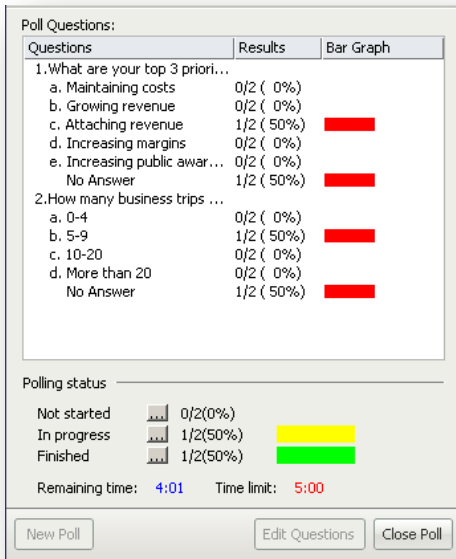 Poll Questions:
Questions Results Bar Graph
1.What are your top 3 priori...
a. Maintaining costs 0/2 ( 0%)
b. Growing revenue 0/2 ( 0%)
c. Attaching revenue 1/2 ( 50%)
d. Increasing margins 0/2 ( 0%)
e. Increasing public awar... 0/2 ( 0%)
No Answer 1/2 ( 50%)
2.How many business trips ...
a. 0-4 0/2 ( 0%)
b. 5-9 1/2 ( 50%)
c. 10-20 0/2 ( 0%)
d. More than 20 0/2 ( 0%)
No Answer 1/2 ( 50%)
Polling status
Not started ... 0/2(0%)
In progress ... 1/2(50%)
Finished ... 1/2(50%)
Remaining time: 4:01 Time limit: 5:00
New Poll Edit Questions Close Poll